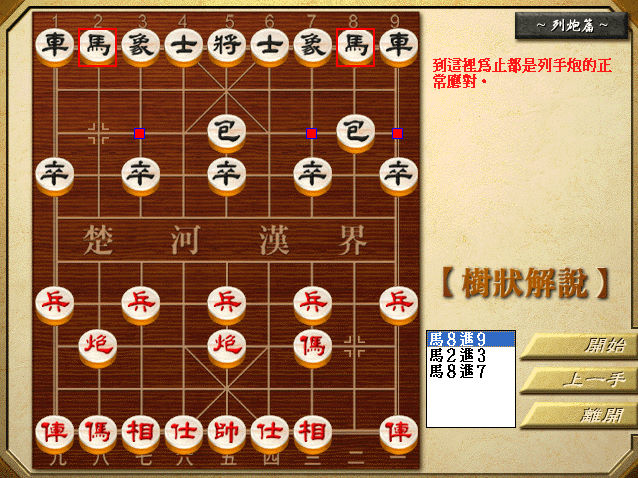 1 2 3 4 5 6 7 8 9
車 馬 象 士 將 士 象 馬 車
包 包
卒 卒 卒 卒 卒
楚 河 漢 界
兵 兵 兵 兵 兵
炮 炮 傌
俥 傌 相 仕 帥 仕 相 俥
九 八 七 六 五 四 三 二 一
~ 列炮篇 ~
到這裡為止都是列手炮的正
常應對。
【樹狀解說】
馬8進9
馬2進3
馬8進7
開始
上一手
離開